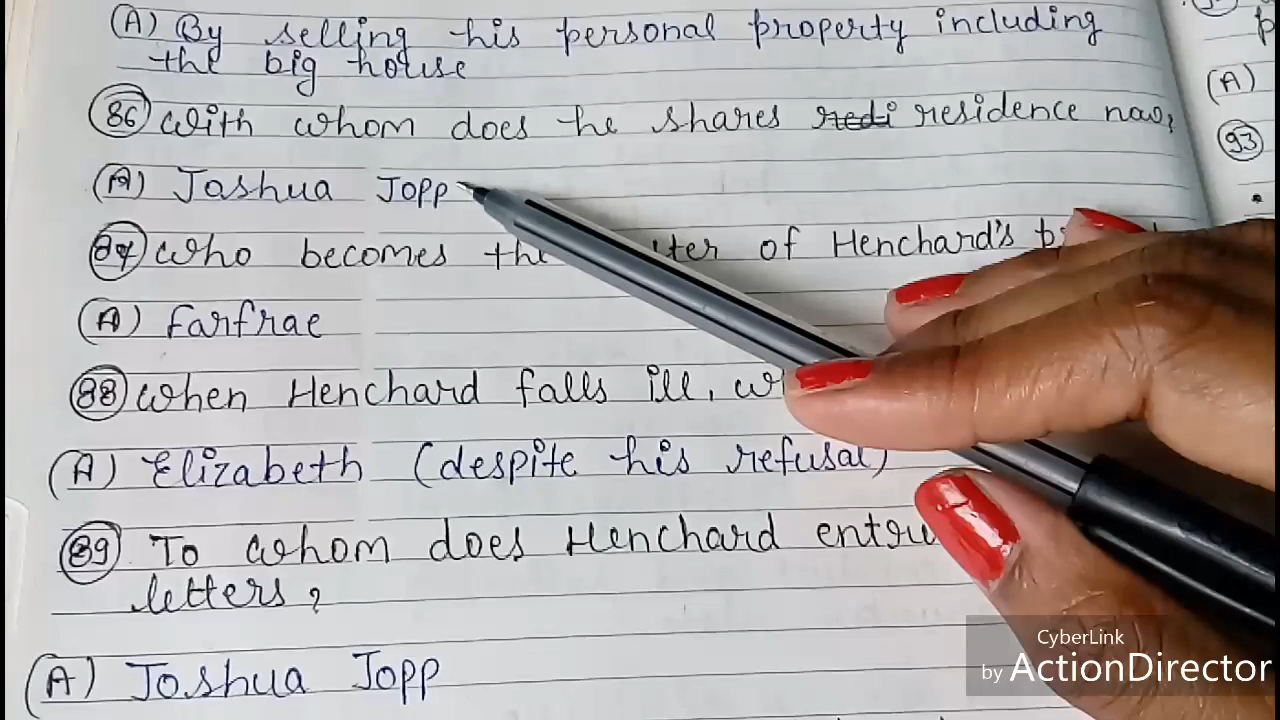 (A) By selling his personal property including
the big house
(86) With whom does he shares redi residence now?
(A) Joshua Jopp
(87) Who becomes the of Henchard's
(A) Farfrae
(88) When Henchard falls ill,
(A) Elizabeth (despite his refusal)
(89) To whom does Henchard
letters?
(A) Joshua Jopp
(A)
(93)
CyberLink
by ActionDirector